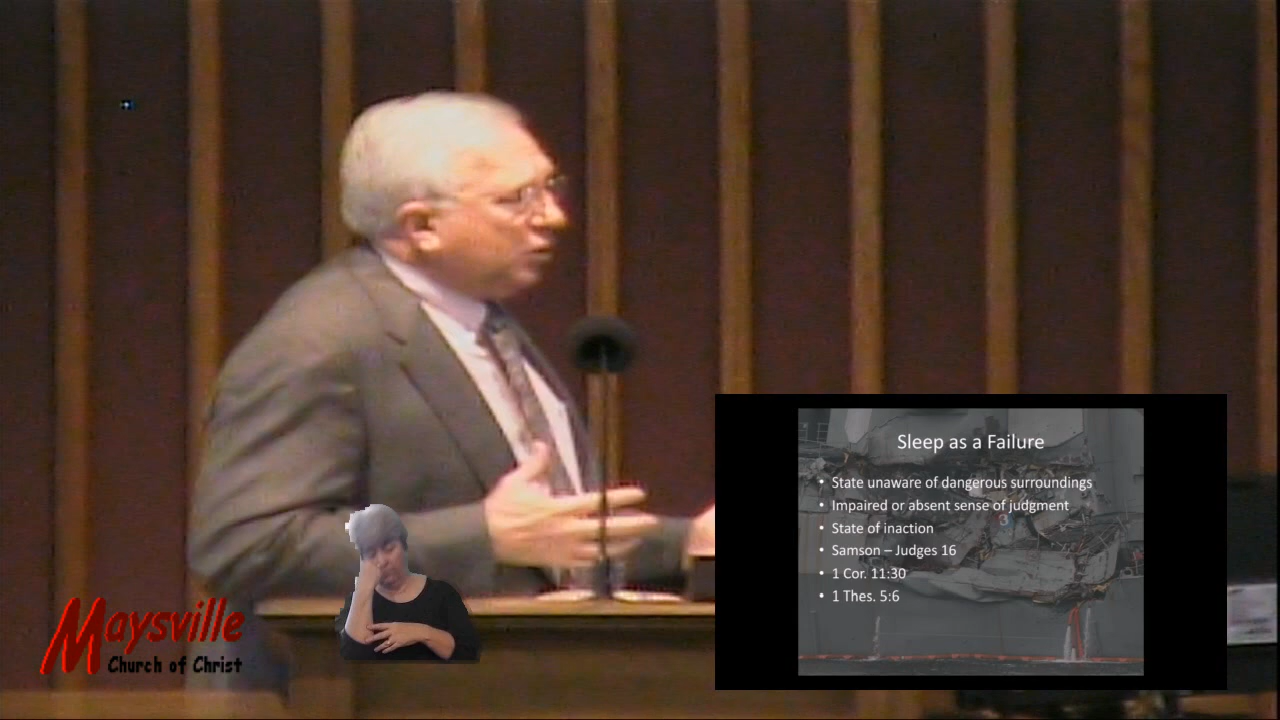 Sleep as a Failure
• State unaware of dangerous surroundings
• Impaired or absent sense of judgment
• State of inaction
• Samson – Judges 16
• 1 Cor. 11:30
• 1 Thes. 5:6
Maysville
Church of Christ
3